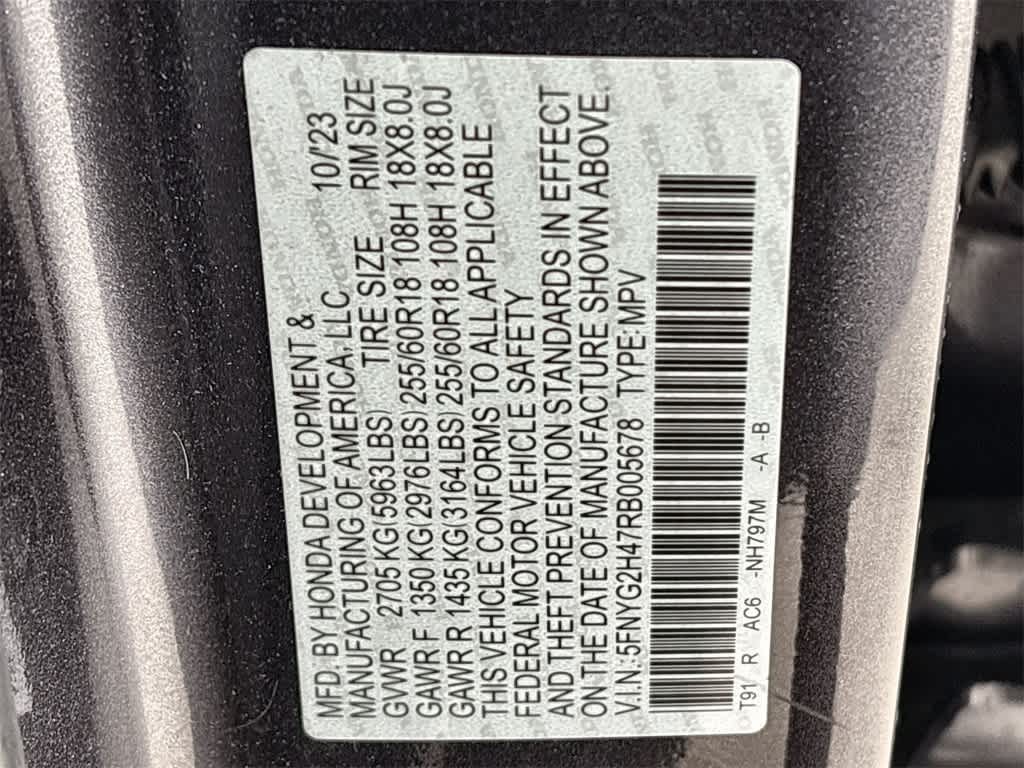 MFD. BY HONDA DEVELOPMENT & 10/'23
MANUFACTURING OF AMERICA, LLC.
GVWR 2705 KG(5963LBS) TIRE SIZE RIM SIZE
GAWR F 1350 KG(2976LBS) 255/60R18 108H 18X8.0J
GAWR R 1435 KG(3164LBS) 255/60R18 108H 18X8.0J
THIS VEHICLE CONFORMS TO ALL APPLICABLE
FEDERAL MOTOR VEHICLE SAFETY
AND THEFT PREVENTION STANDARDS IN EFFECT
ON THE DATE OF MANUFACTURE SHOWN ABOVE.
V.I.N.:5FNYG2H47RB005678 TYPE:MPV
T91 R AC6 -NH797M -A -B